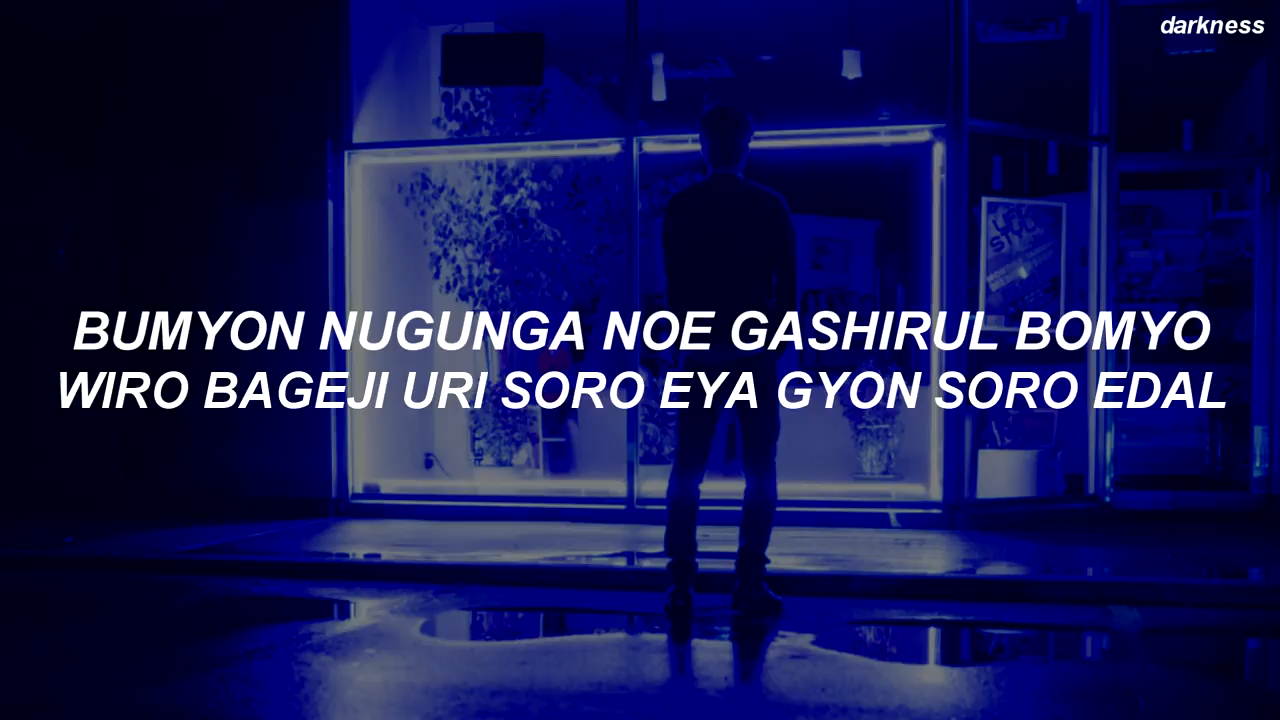 darkness
BUMYON NUGUNGA NOE GASHIRUL BOMYO
WIRO BAGEJI URI SORO EYA GYON SORO EDAL